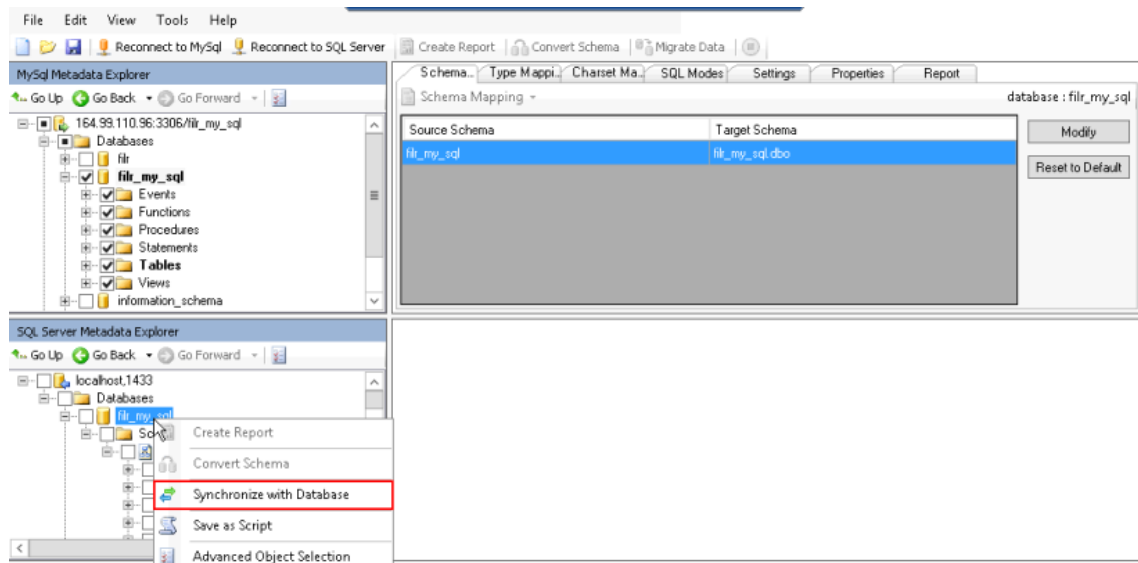 File Edit View Tools Help
Reconnect to MySql Reconnect to SQL Server Create Report Convert Schema Migrate Data
MySql Metadata Explorer
Go Up Go Back Go Forward
164.99.110.96:3306/filr_my_sql
Databases
filr
filr_my_sql
Events
Functions
Procedures
Statements
Tables
Views
information_schema
Schema... Type Mappi... Charset Ma... SQL Modes Settings Properties Report
Schema Mapping database : filr_my_sql
Source Schema Target Schema
filr_my_sql filr_my_sql.dbo
Modify
Reset to Default
SQL Server Metadata Explorer
Go Up Go Back Go Forward
localhost,1433
Databases
filr_my_sql
Create Report
Convert Schema
Synchronize with Database
Save as Script
Advanced Object Selection